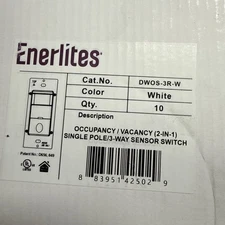 Enerlites
Cat.No. DWOS-3R-W
Color White
Qty. 10
Description
OCCUPANCY / VACANCY (2-IN-1)
SINGLE POLE/3-WAY SENSOR SWITCH
8 83951 42502 9